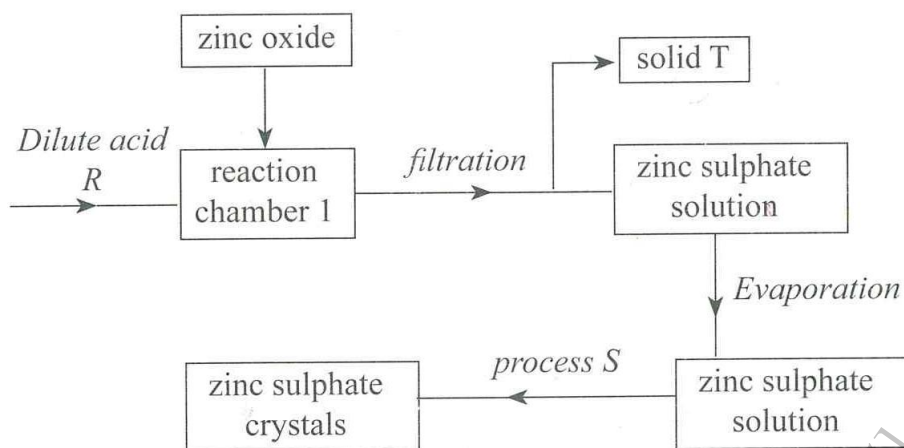 zinc oxide
solid T
Dilute acid
R
reaction
chamber 1
filtration
zinc sulphate
solution
Evaporation
process S
zinc sulphate
crystals
zinc sulphate
solution